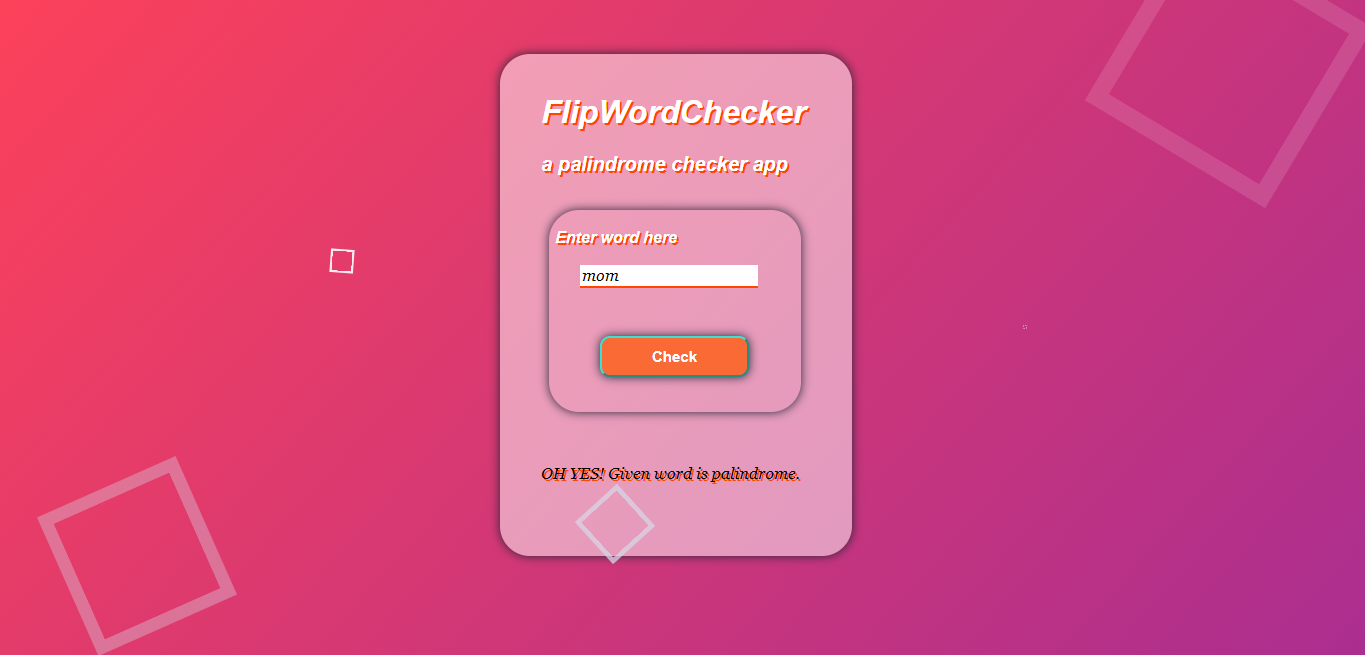 FlipWordChecker
a palindrome checker app
Enter word here
mom
Check
OH YES! Given word is palindrome.